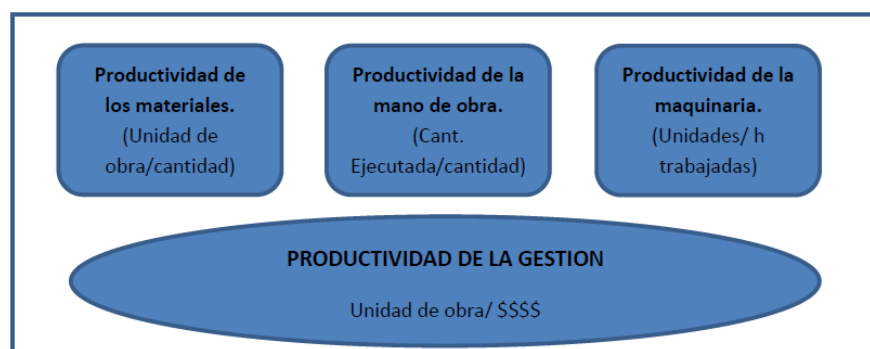 Productividad de
los materiales.
(Unidad de
obra/cantidad)
Productividad de la
mano de obra.
(Cant.
Ejecutada/cantidad)
Productividad de la
maquinaria.
(Unidades/ h
trabajadas)
PRODUCTIVIDAD DE LA GESTION
Unidad de obra/ $$$$